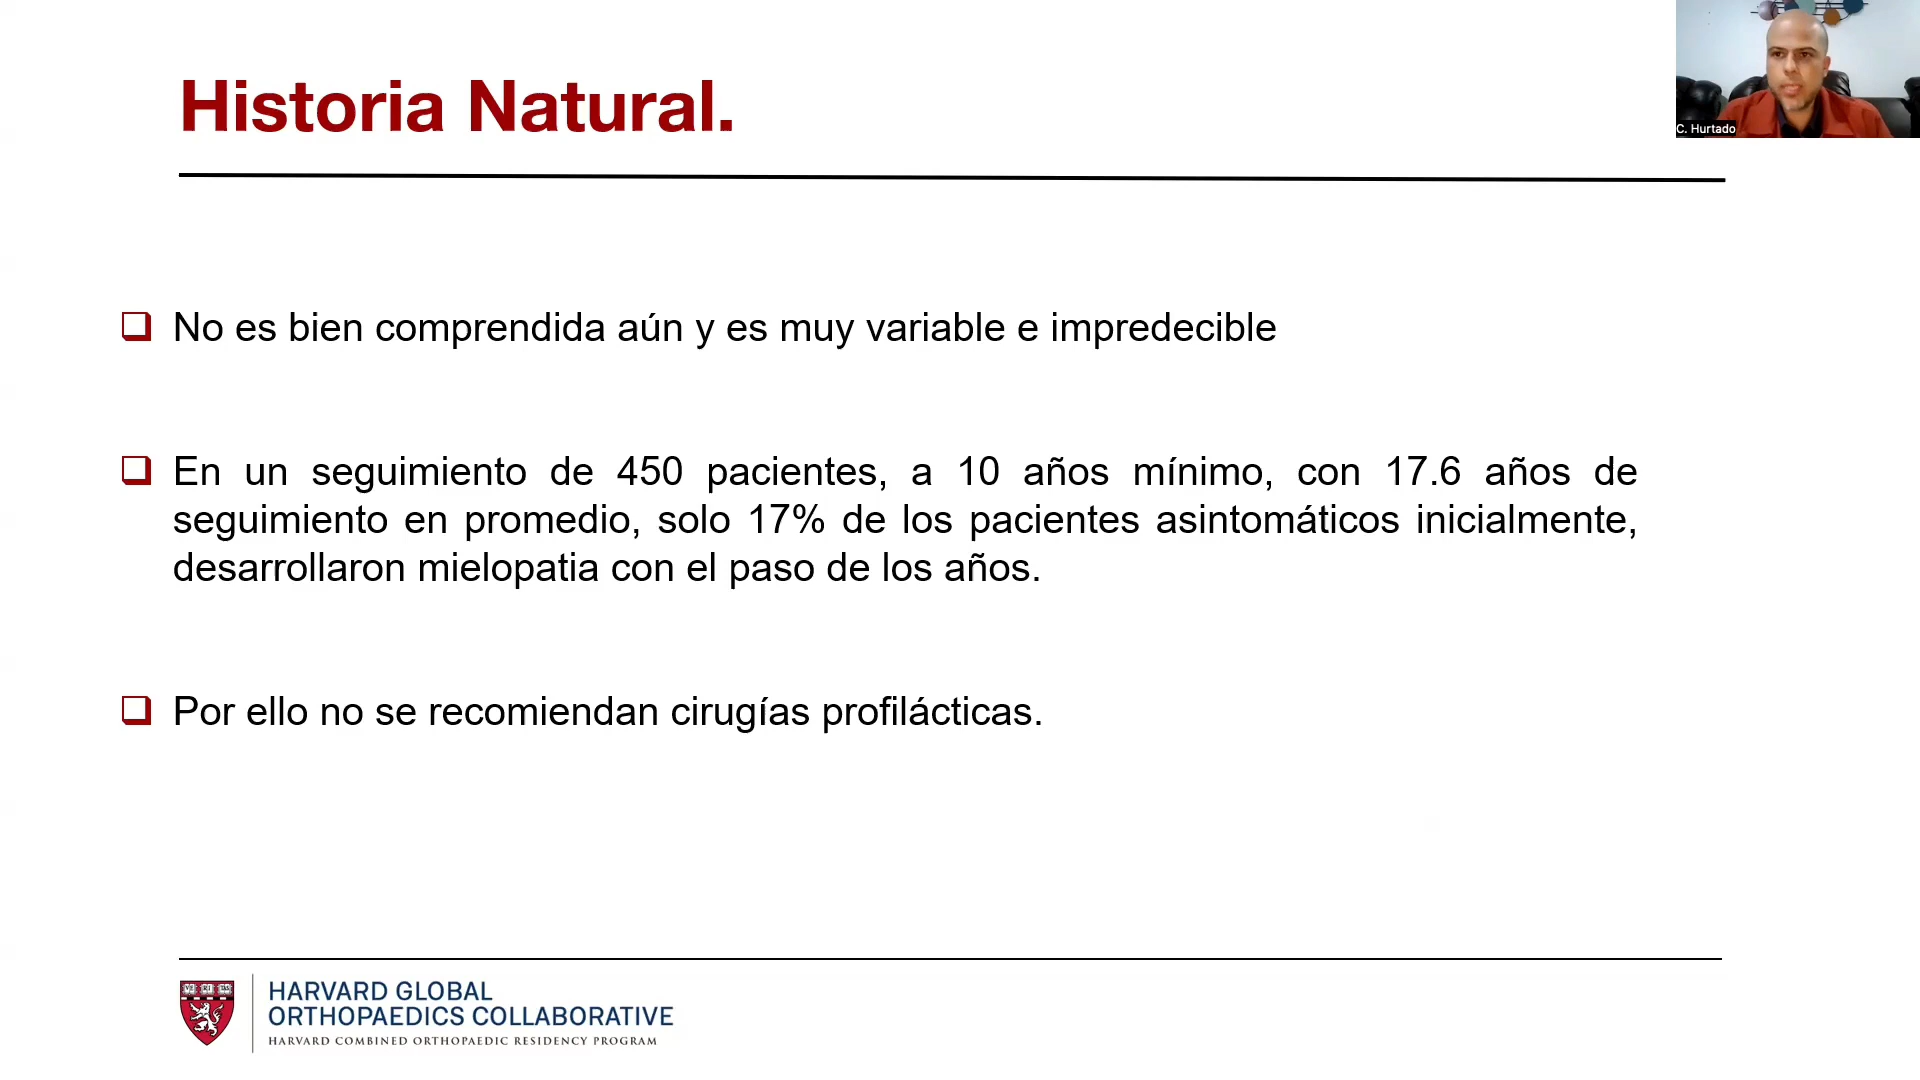 Historia Natural.
C. Hurtado
No es bien comprendida aún y es muy variable e impredecible
En un seguimiento de 450 pacientes, a 10 años mínimo, con 17.6 años de
seguimiento en promedio, solo 17% de los pacientes asintomáticos inicialmente,
desarrollaron mielopatia con el paso de los años.
Por ello no se recomiendan cirugías profilácticas.
VE RI TAS
HARVARD GLOBAL
ORTHOPAEDICS COLLABORATIVE
HARVARD COMBINED ORTHOPAEDIC RESIDENCY PROGRAM